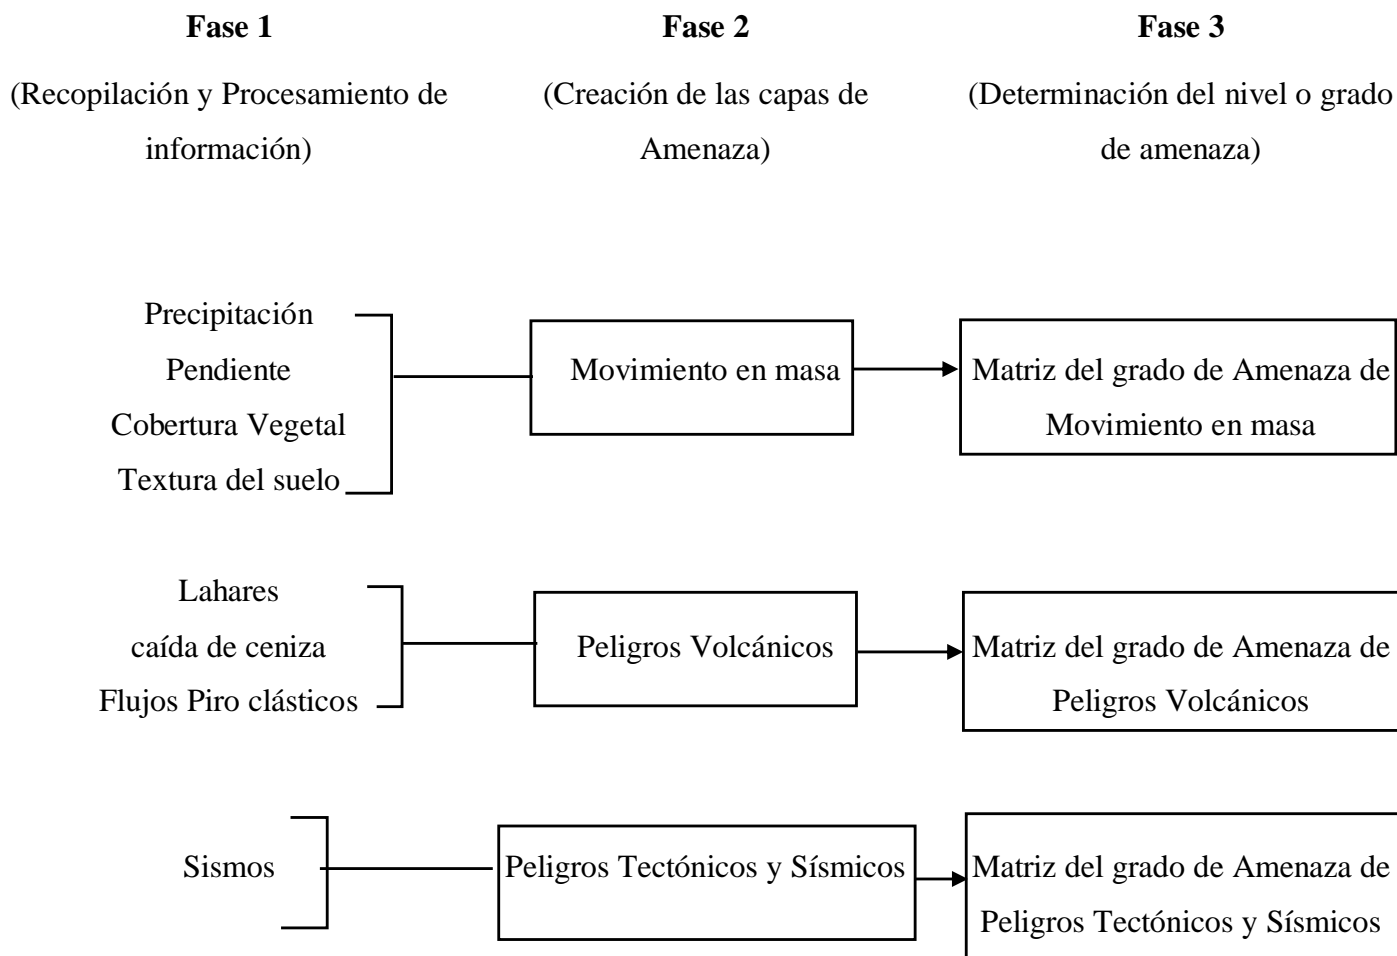 Fase 1
Fase 2
Fase 3
(Recopilación y Procesamiento de
información)
(Creación de las capas de
Amenaza)
(Determinación del nivel o grado
de amenaza)
Precipitación
Pendiente
Cobertura Vegetal
Textura del suelo
Movimiento en masa
Matriz del grado de Amenaza de
Movimiento en masa
Lahares
caída de ceniza
Flujos Piro clásticos
Peligros Volcánicos
Matriz del grado de Amenaza de
Peligros Volcánicos
Sismos
Peligros Tectónicos y Sísmicos
Matriz del grado de Amenaza de
Peligros Tectónicos y Sísmicos